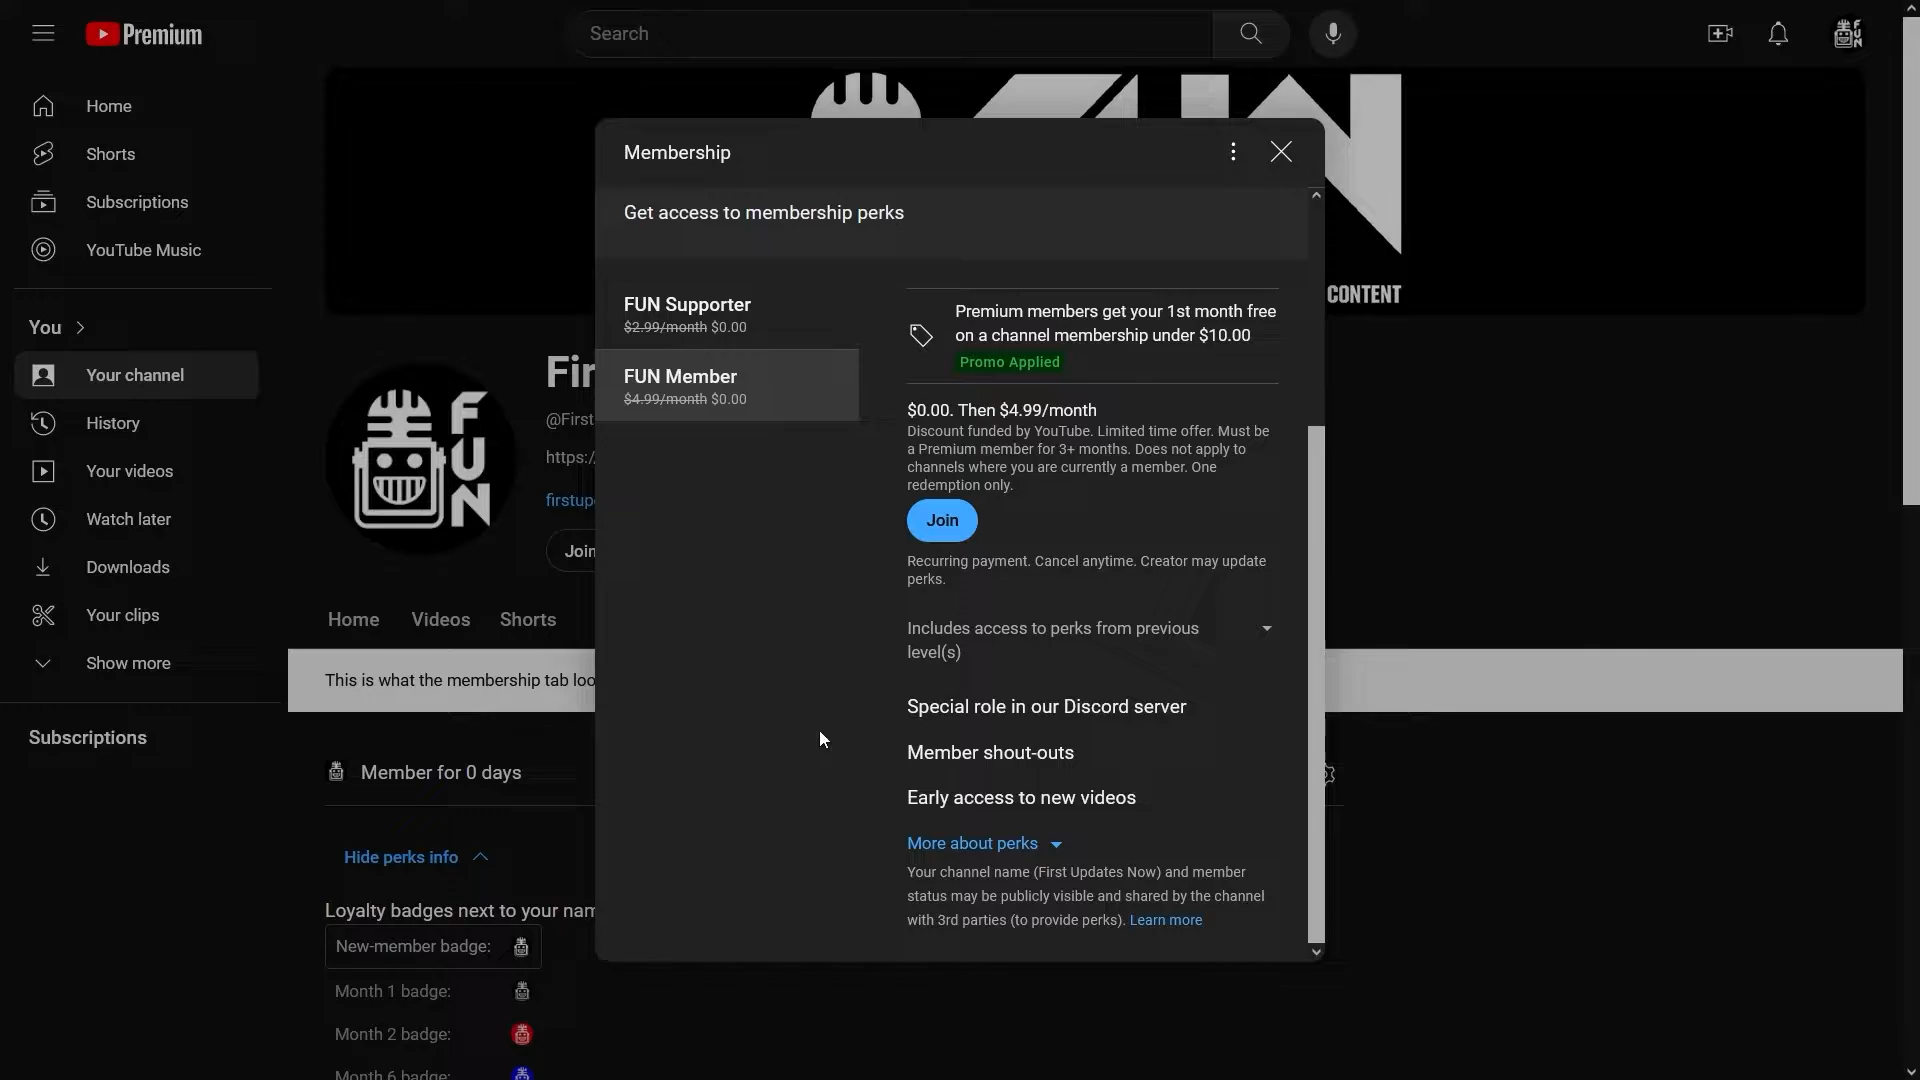 Premium
Search
FUN
Home
Shorts
Subscriptions
YouTube Music
You
Your channel
History
Your videos
Watch later
Downloads
Your clips
Show more
Subscriptions
CONTENT
FUN
Fir
@First
https:/
firstup
Join
Home Videos Shorts
This is what the membership tab loo
Member for 0 days
Hide perks info
Loyalty badges next to your nam
New-member badge:
Month 1 badge:
Month 2 badge:
Month 6 badge:
Membership
Get access to membership perks
FUN Supporter
$2.99/month $0.00
FUN Member
$4.99/month $0.00
Premium members get your 1st month free
on a channel membership under $10.00
Promo Applied
$0.00. Then $4.99/month
Discount funded by YouTube. Limited time offer. Must be
a Premium member for 3+ months. Does not apply to
channels where you are currently a member. One
redemption only.
Join
Recurring payment. Cancel anytime. Creator may update
perks.
Includes access to perks from previous
level(s)
Special role in our Discord server
Member shout-outs
Early access to new videos
More about perks
Your channel name (First Updates Now) and member
status may be publicly visible and shared by the channel
with 3rd parties (to provide perks). Learn more